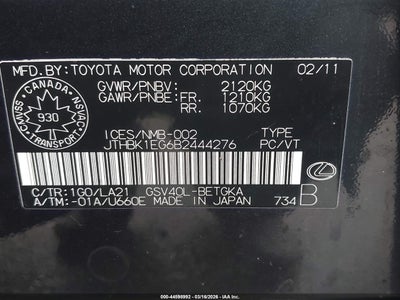 MFD. BY: TOYOTA MOTOR CORPORATION 02/11
GVWR/PNBV: 2120KG
GAWR/PNBE: FR. 1210KG
RR. 1070KG
CANADA
CMVSS NSVAC
930
ICES/NMB-002 TYPE
JTHBK1EG6B2444276 PC/VT
C/TR:1G0/LA21 GSV40L-BETGKA B
A/TM:-01A/U660E MADE IN JAPAN 734
000-44598992 - 03/18/2026 - IAA, Inc.